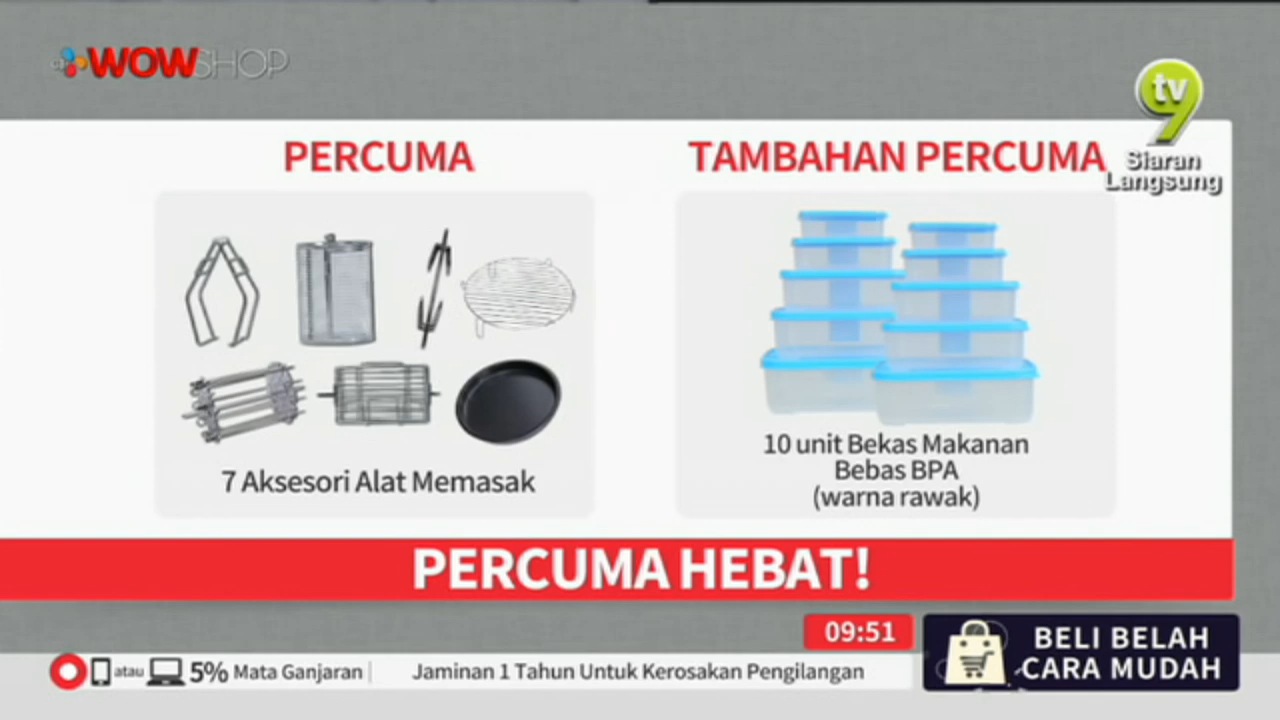 WOWSHOP
tv9
Siaran
Langsung
PERCUMA
TAMBAHAN PERCUMA
7 Aksesori Alat Memasak
10 unit Bekas Makanan
Bebas BPA
(warna rawak)
PERCUMA HEBAT!
09:51
BELI BELAH
CARA MUDAH
atau 5% Mata Ganjaran
Jaminan 1 Tahun Untuk Kerosakan Pengilangan